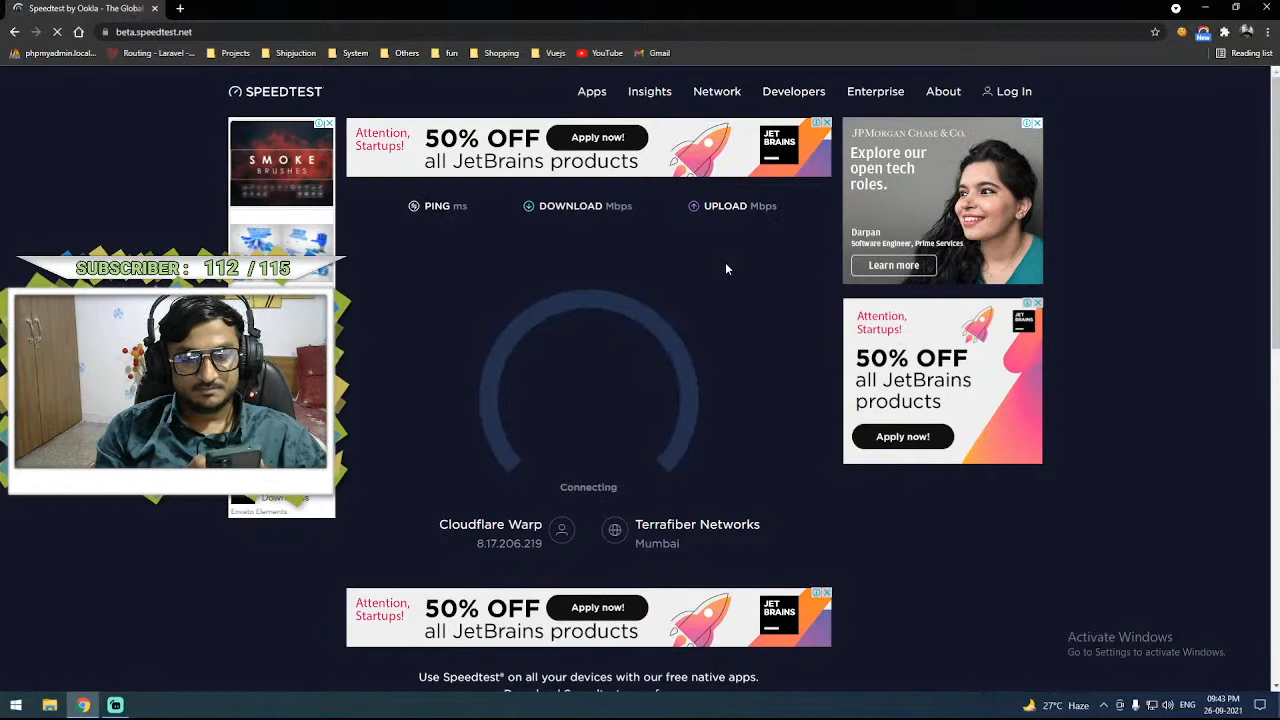 Speedtest by Ookla - The Global
beta.speedtest.net
phpmyadmin.local...
Routing - Laravel -...
Projects
Shipjuction
System
Others
fun
Shopping
Vuejs
YouTube
Gmail
New
Reading list
SPEEDTEST
Apps
Insights
Network
Developers
Enterprise
About
Log In
SMOKE
BRUSHES
Attention,
Startups!
50% OFF
all JetBrains products
Apply now!
JET
BRAINS
JPMORGAN CHASE & CO.
Explore our
open tech
roles.
Darpan
Software Engineer, Prime Services
Learn more
PING ms
DOWNLOAD Mbps
UPLOAD Mbps
SUBSCRIBER : 112 / 115
Attention,
Startups!
JET
BRAINS
50% OFF
all JetBrains
products
Apply now!
Connecting
Envato Elements
Cloudflare Warp
8.17.206.219
Terrafiber Networks
Mumbai
Attention,
Startups!
50% OFF
all JetBrains products
Apply now!
JET
BRAINS
Activate Windows
Go to Settings to activate Windows.
Use Speedtest® on all your devices with our free native apps.
27°C Haze
ENG
09:43 PM
26-09-2021